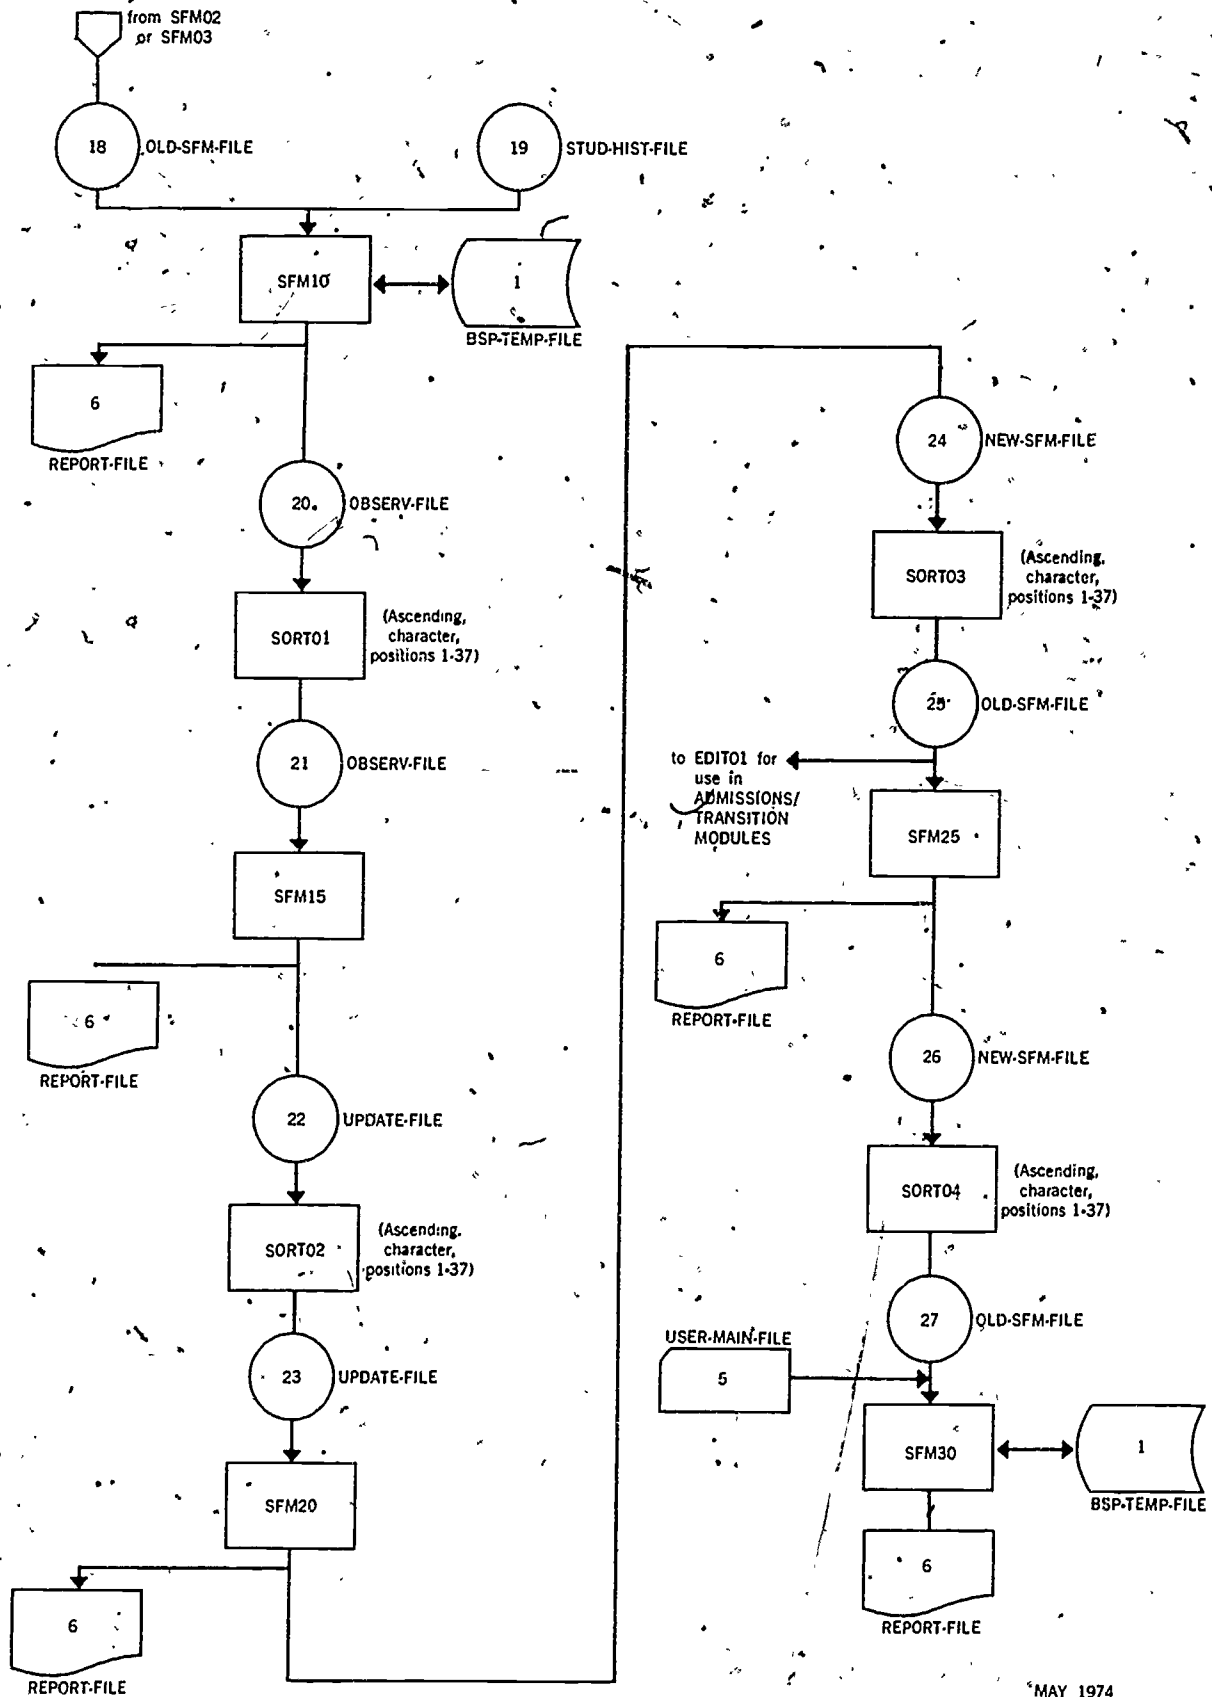 from SFM02
or SFM03
18
OLD-SFM-FILE
19
STUD-HIST-FILE
SFM10
1
BSP-TEMP-FILE
6
REPORT-FILE
20
OBSERV-FILE
SORT01
(Ascending,
character,
positions 1-37)
21
OBSERV-FILE
SFM15
6
REPORT-FILE
22
UPDATE-FILE
SORT02
(Ascending,
character,
positions 1-37)
23
UPDATE-FILE
SFM20
6
REPORT-FILE
24
NEW-SFM-FILE
SORT03
(Ascending,
character,
positions 1-37)
25
OLD-SFM-FILE
to EDIT01 for
use in
ADMISSIONS/
TRANSITION
MODULES
SFM25
6
REPORT-FILE
26
NEW-SFM-FILE
SORT04
(Ascending,
character,
positions 1-37)
27
OLD-SFM-FILE
USER-MAIN-FILE
5
SFM30
1
BSP-TEMP-FILE
6
REPORT-FILE
MAY 1974